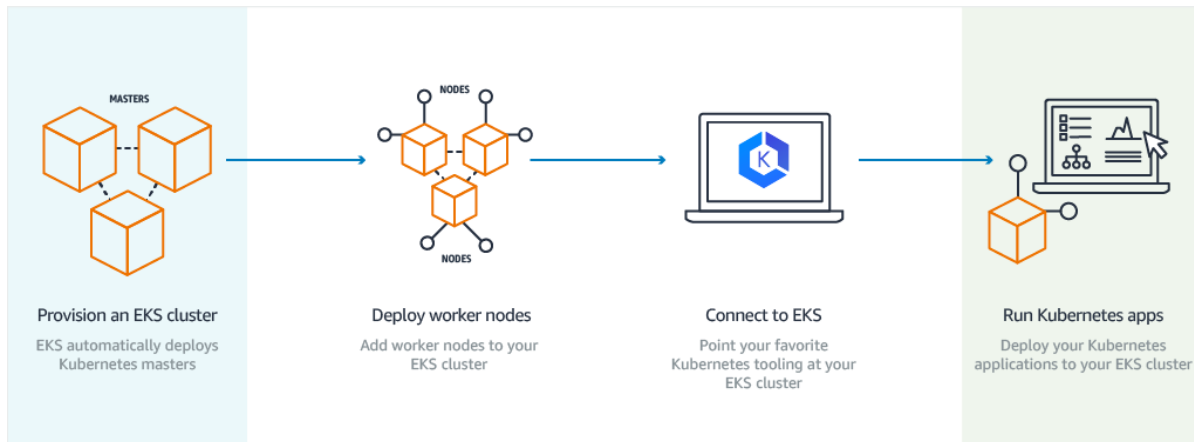 MASTERS
Provision an EKS cluster
EKS automatically deploys
Kubernetes masters
NODES
NODES
Deploy worker nodes
Add worker nodes to your
EKS cluster
K
Connect to EKS
Point your favorite
Kubernetes tooling at your
EKS cluster
Run Kubernetes apps
Deploy your Kubernetes
applications to your EKS cluster